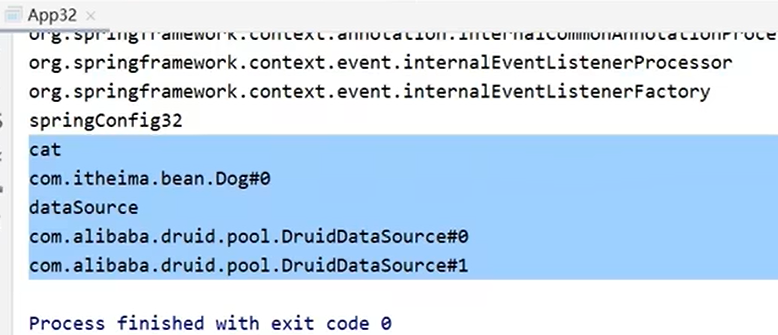 App32
org.springframework.context.annotation.internalCommonAnnotationProce
org.springframework.context.event.internalEventListenerProcessor
org.springframework.context.event.internalEventListenerFactory
springConfig32
cat
com.itheima.bean.Dog#0
dataSource
com.alibaba.druid.pool.DruidDataSource#0
com.alibaba.druid.pool.DruidDataSource#1
Process finished with exit code 0